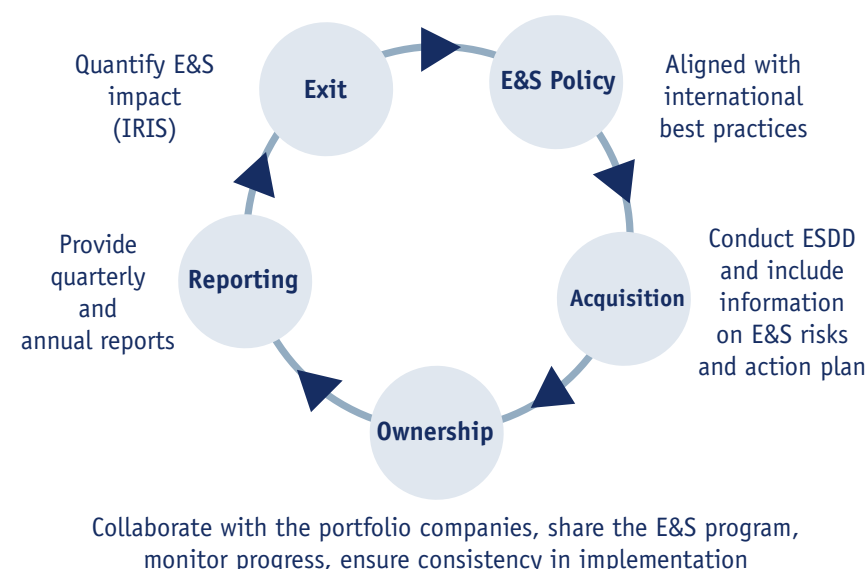 Exit
E&S Policy
Quantify E&S
impact
(IRIS)
Aligned with
international
best practices
Reporting
Acquisition
Provide
quarterly
and
annual reports
Conduct ESDD
and include
information
on E&S risks
and action plan
Ownership
Collaborate with the portfolio companies, share the E&S program,
monitor progress, ensure consistency in implementation